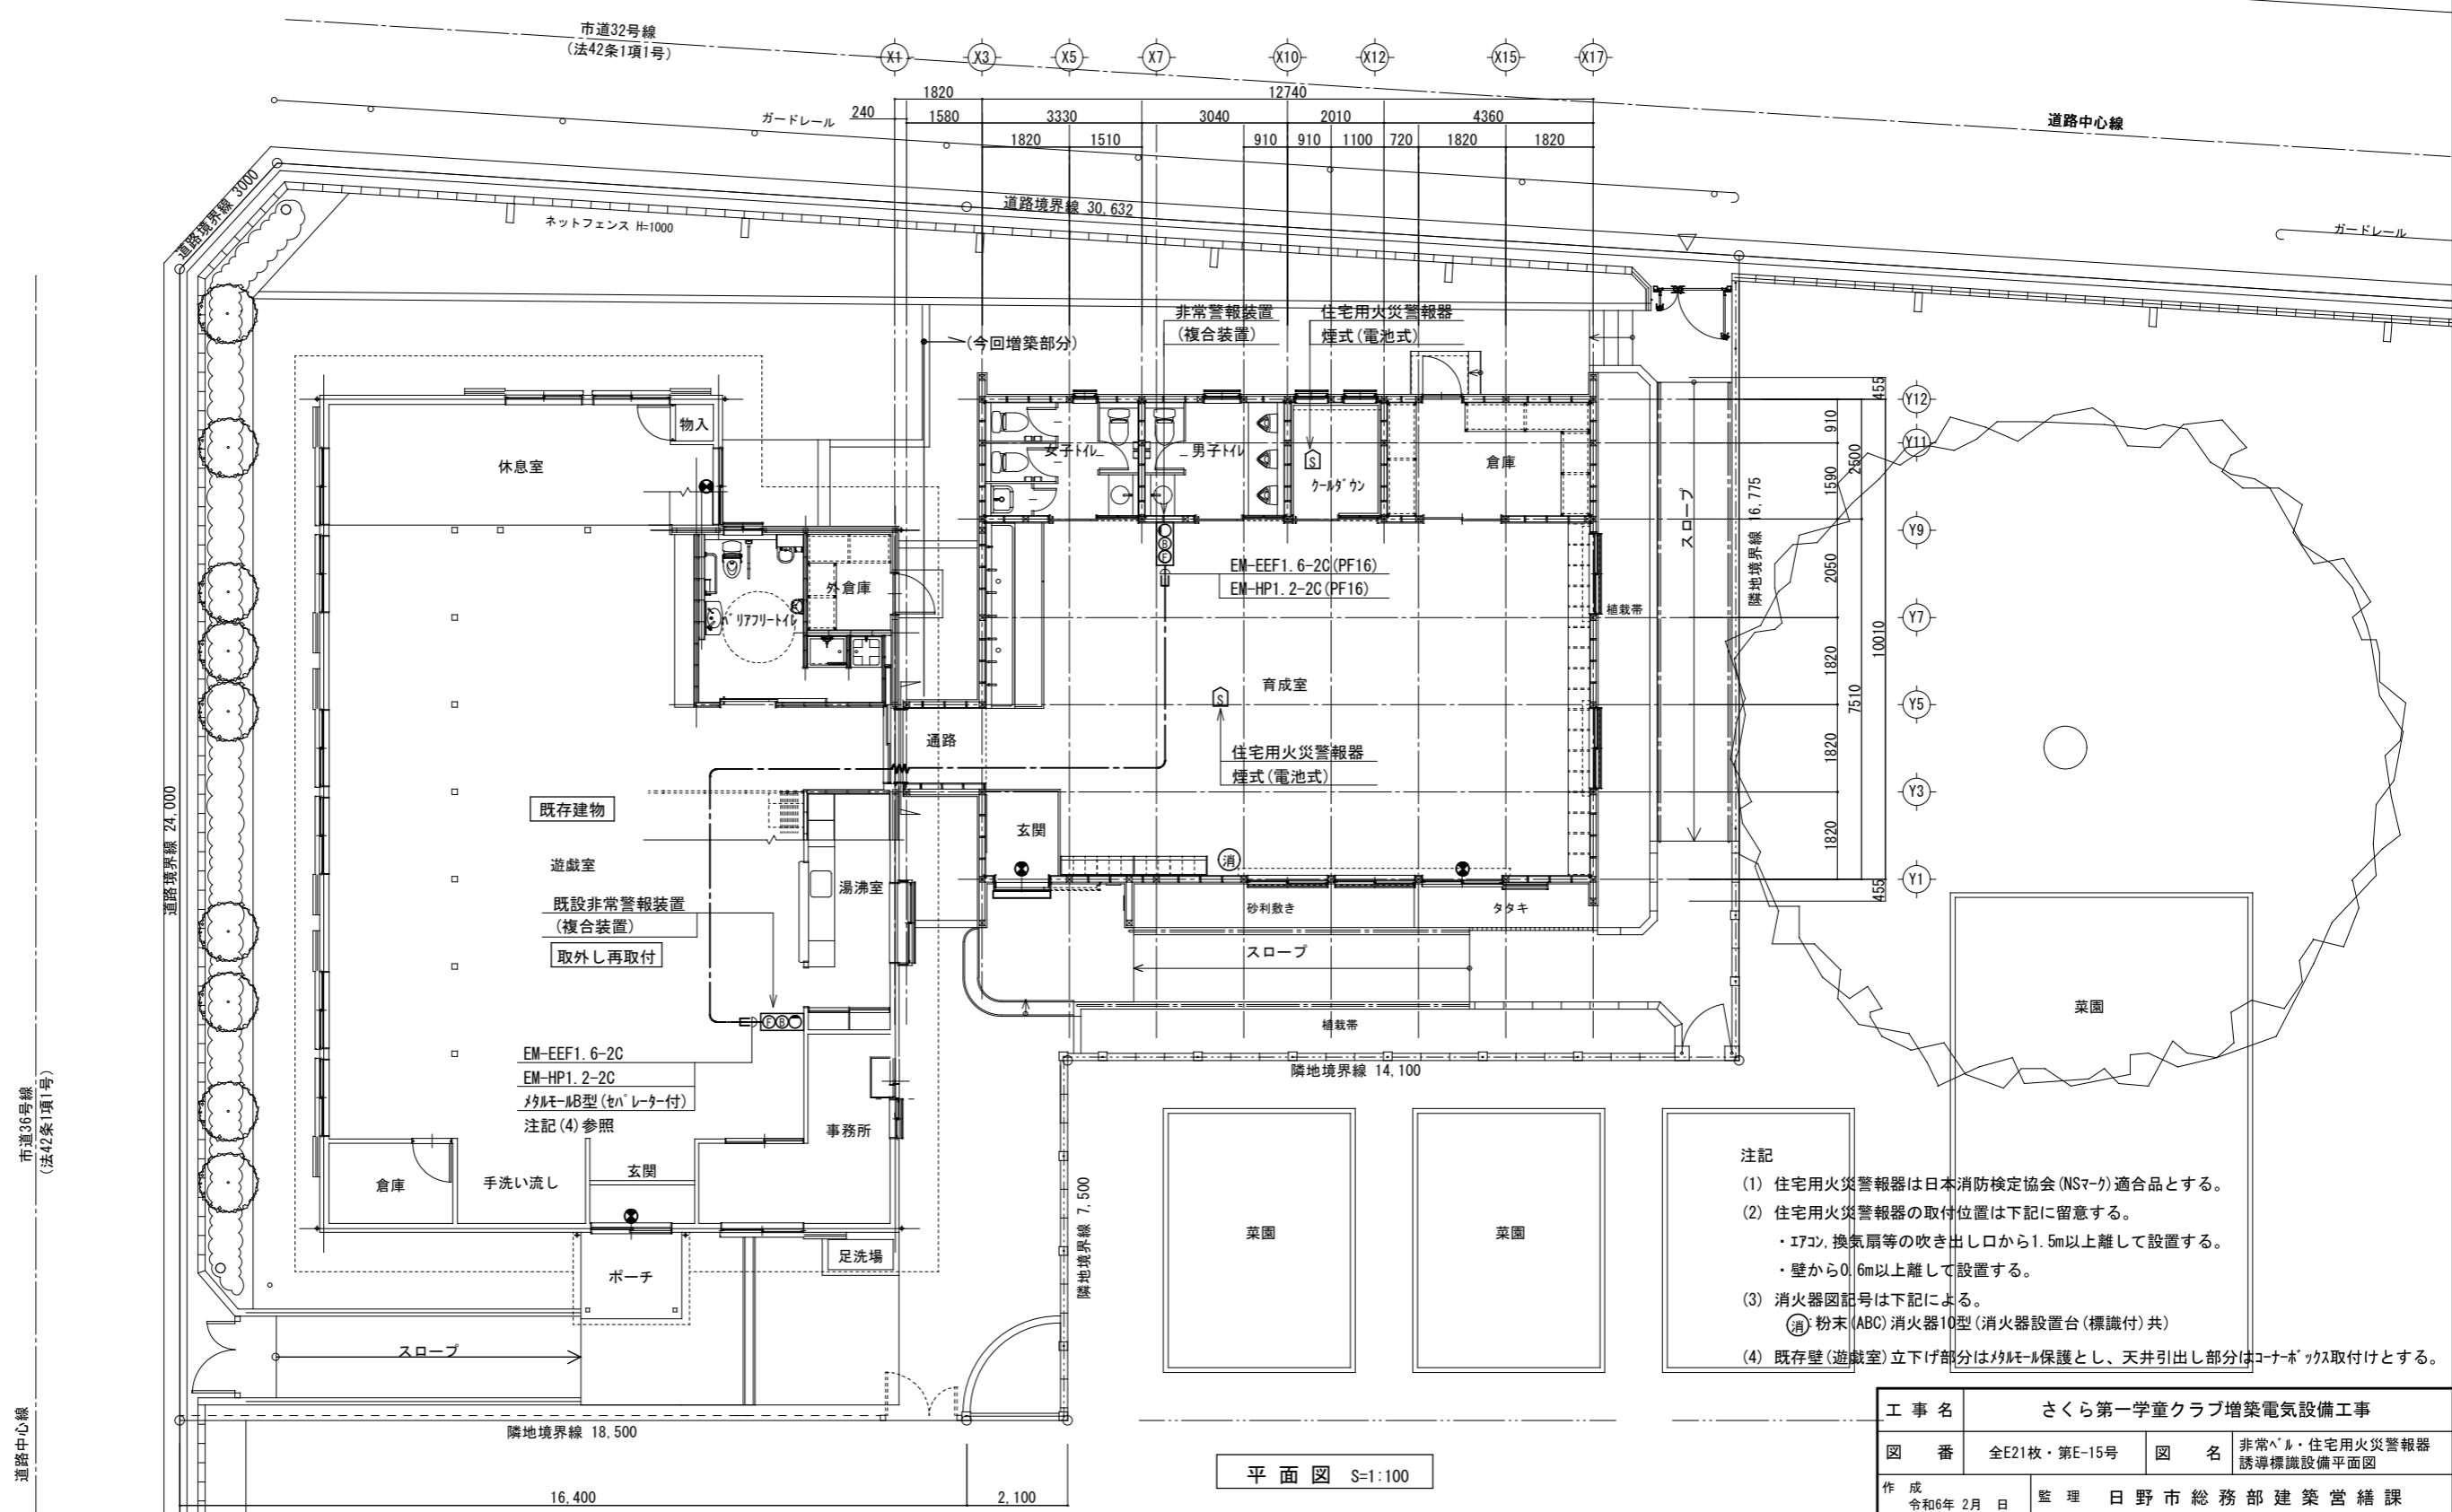 市道32号線
(法42条1項1号)
X1
X3
X5
X7
X10
X12
X15
X17
1820
12740
240
1580
3330
3040
2010
4360
1820
1510
910
910
1100
720
1820
1820
ガードレール
道路中心線
道路境界線 3000
道路境界線 30,632
ネットフェンス H=1000
ガードレール
非常警報装置
(複合装置)
住宅用火災警報器
煙式(電池式)
(今回増築部分)
物入
休息室
女子トイレ
男子トイレ
S
クールダウン
倉庫
スロープ
隣地境界線 16,775
455
910
1590
2500
2050
1820
1820
1820
7510
10010
455
Y12
Y11
Y9
Y7
Y5
Y3
Y1
B
F
EM-EEF1.6-2C(PF16)
EM-HP1.2-2C(PF16)
外倉庫
バリアフリートイレ
植栽帯
育成室
S
通路
住宅用火災警報器
煙式(電池式)
既存建物
遊戯室
玄関
消
湯沸室
既設非常警報装置
(複合装置)
取外し再取付
砂利敷き
タタキ
スロープ
植栽帯
菜園
F B
EM-EEF1.6-2C
EM-HP1.2-2C
メタルモールB型(セパレーター付)
注記(4)参照
隣地境界線 14,100
道路境界線 24,000
市道36号線
(法42条1項1号)
道路中心線
事務所
倉庫
手洗い流し
玄関
足洗場
ポーチ
スロープ
隣地境界線 7,500
菜園
菜園
隣地境界線 18,500
16,400
2,100
平面図 S=1:100
注記
(1) 住宅用火災警報器は日本消防検定協会(NSマーク)適合品とする。
(2) 住宅用火災警報器の取付位置は下記に留意する。
・エアコン,換気扇等の吹き出し口から1.5m以上離して設置する。
・壁から0.6m以上離して設置する。
(3) 消火器図記号は下記による。
消:粉末(ABC)消火器10型(消火器設置台(標識付)共)
(4) 既存壁(遊戯室)立下げ部分はメタルモール保護とし、天井引出し部分はコーナーボックス取付けとする。
工事名 さくら第一学童クラブ増築電気設備工事
図番 全E21枚・第E-15号 図名 非常ベル・住宅用火災警報器
誘導標識設備平面図
作成 令和6年 2月 日 監理 日野市総務部建築営繕課